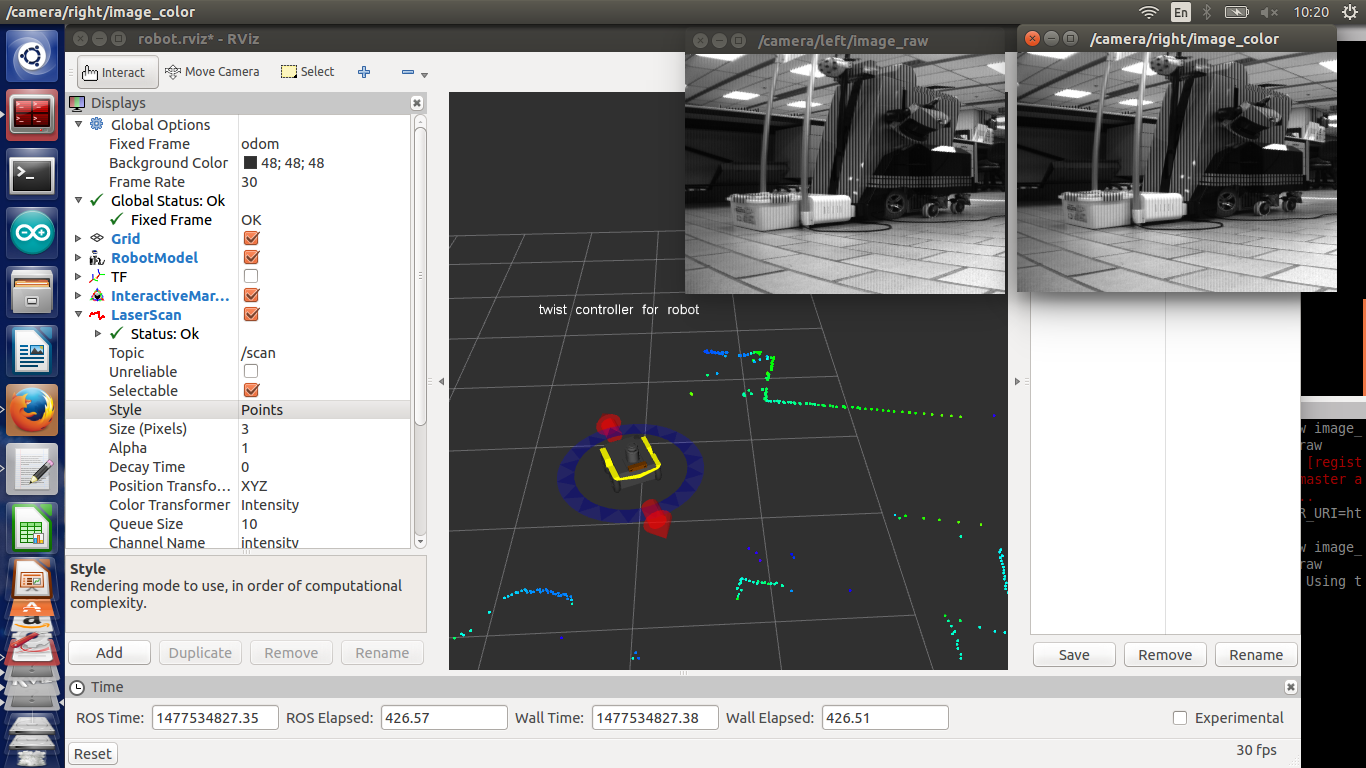 /camera/right/image_color
En
10:20
robot.rviz* - RViz
/camera/left/image_raw
/camera/right/image_color
Interact
Move Camera
Select
Displays
Global Options
Fixed Frame odom
Background Color 48; 48; 48
Frame Rate 30
Global Status: Ok
Fixed Frame OK
Grid
RobotModel
TF
InteractiveMar...
LaserScan
Status: Ok
Topic /scan
Unreliable
Selectable
Style Points
Size (Pixels) 3
Alpha 1
Decay Time 0
Position Transfo... XYZ
Color Transformer Intensity
Queue Size 10
Channel Name intensity
Style
Rendering mode to use, in order of computational
complexity.
Add Duplicate Remove Rename
twist controller for robot
Save Remove Rename
w image_
raw
[regist
master a
..
R_URI=ht
w image_
raw
Using t
Time
ROS Time: 1477534827.35 ROS Elapsed: 426.57 Wall Time: 1477534827.38 Wall Elapsed: 426.51 Experimental
Reset
30 fps